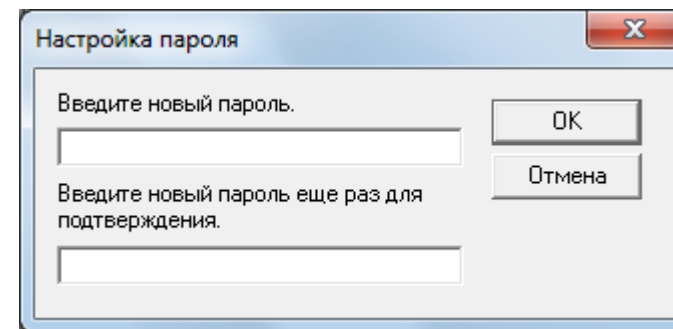 Настройка пароля
Введите новый пароль.
OK
Отмена
Введите новый пароль еще раз для
подтверждения.